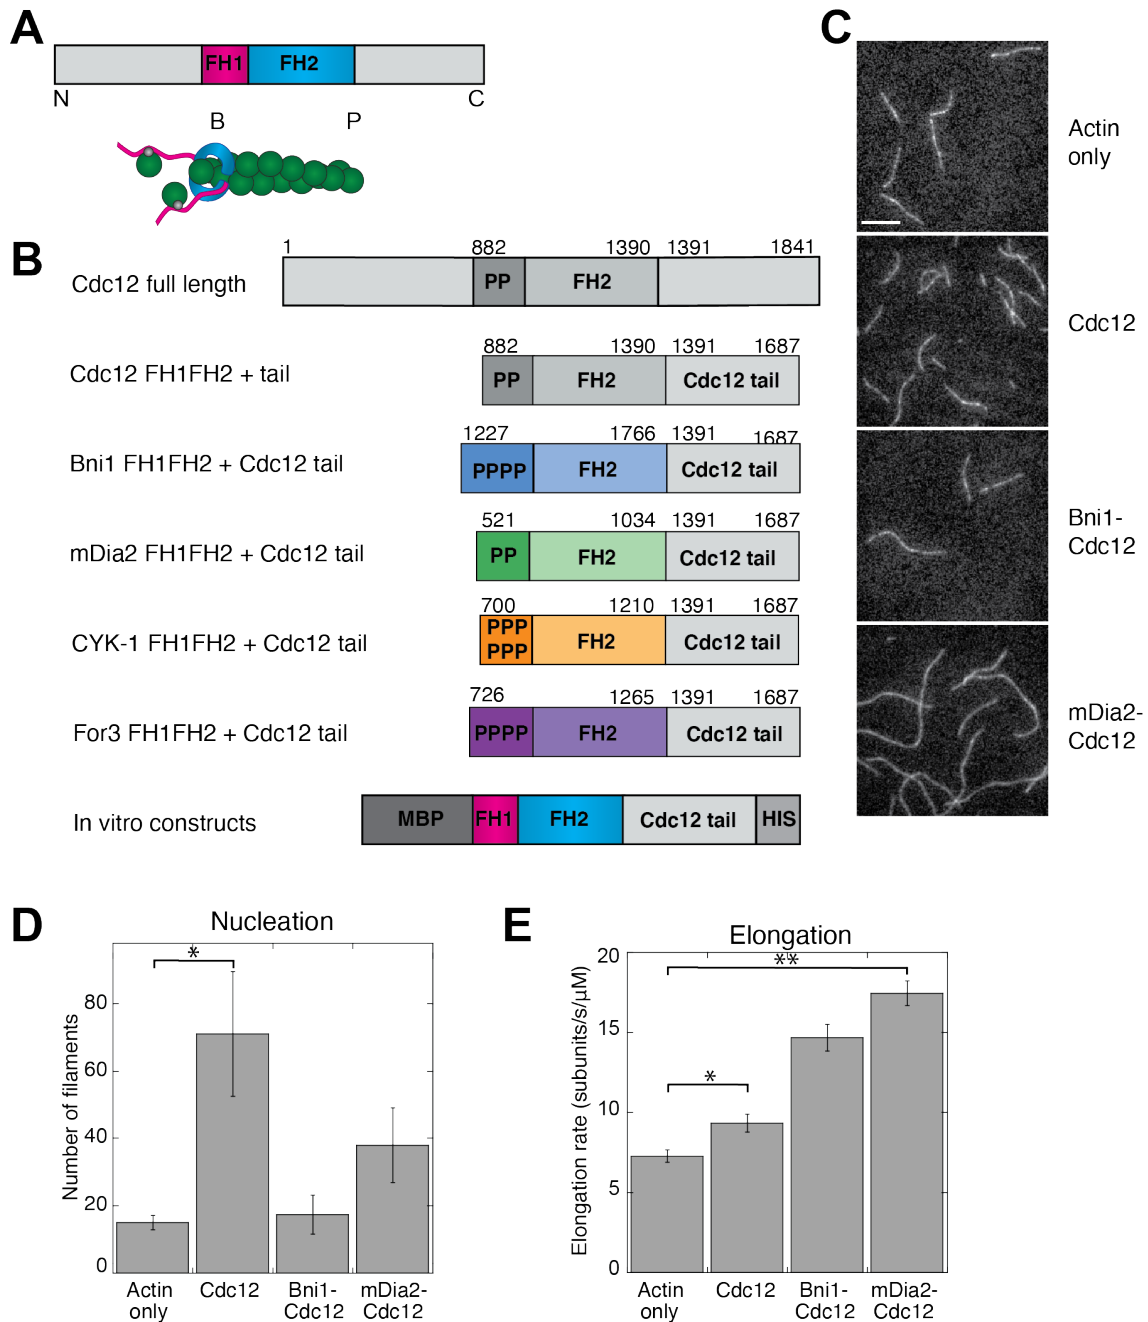 A
FH1 FH2
N C
B P
B
1 882 1390 1391 1841
Cdc12 full length PP FH2
882 1390 1391 1687
Cdc12 FH1FH2 + tail PP FH2 Cdc12 tail
1227 1766 1391 1687
Bni1 FH1FH2 + Cdc12 tail PPPP FH2 Cdc12 tail
521 1034 1391 1687
mDia2 FH1FH2 + Cdc12 tail PP FH2 Cdc12 tail
700 1210 1391 1687
CYK-1 FH1FH2 + Cdc12 tail PPP FH2 Cdc12 tail
PPP
726 1265 1391 1687
For3 FH1FH2 + Cdc12 tail PPPP FH2 Cdc12 tail
In vitro constructs MBP FH1 FH2 Cdc12 tail HIS
C
Actin
only
Cdc12
Bni1-
Cdc12
mDia2-
Cdc12
D
Nucleation
*
Number of filaments
80
60
40
20
0
Actin
only
Cdc12
Bni1-
Cdc12
mDia2-
Cdc12
E
Elongation
**
*
Elongation rate (subunits/s/µM)
20
15
10
5
0
Actin
only
Cdc12
Bni1-
Cdc12
mDia2-
Cdc12